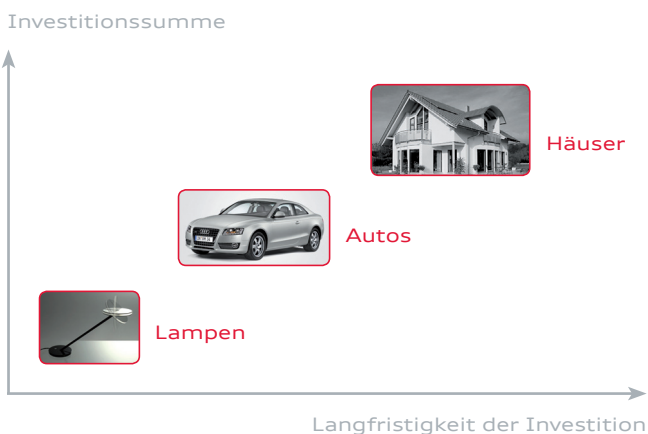 Investitionssumme
Häuser
Autos
Lampen
Langfristigkeit der Investition